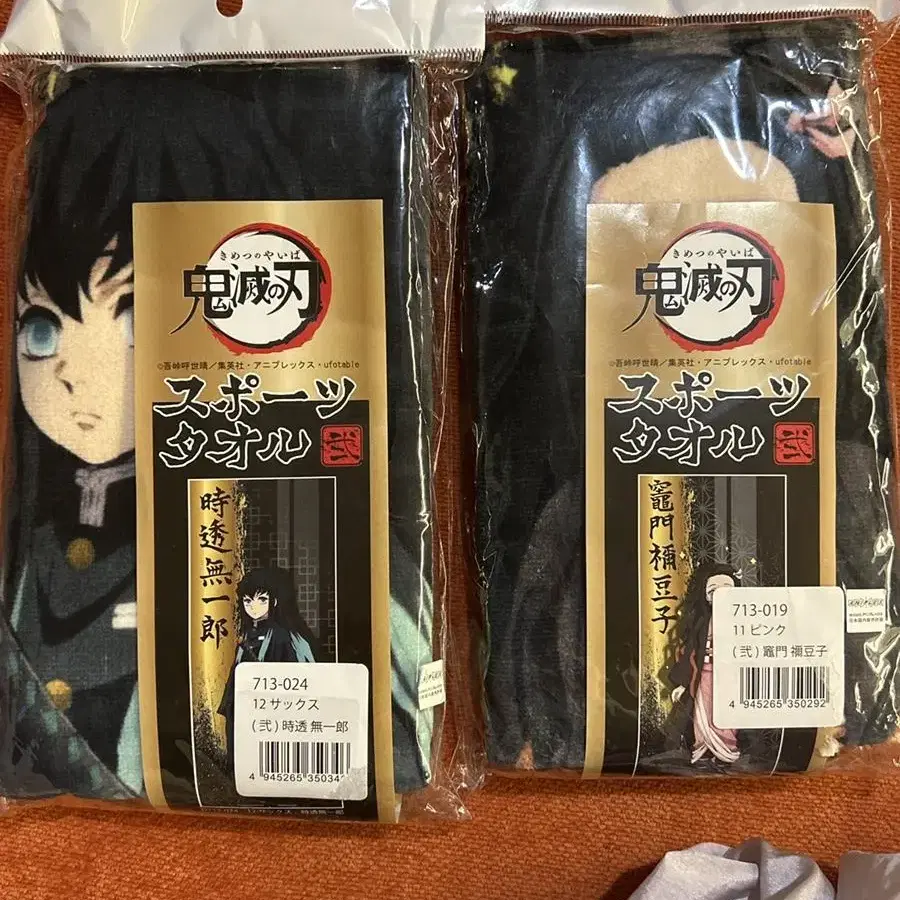 きめつのやいば
鬼滅の刃
©吾峠呼世晴／集英社・アニプレックス・ufotable
スポーツ
タオル 弐
時透無一郎
713-024
12 サックス
( 弐 ) 時透 無一郎
4 945265 35034
きめつのやいば
鬼滅の刃
©吾峠呼世晴／集英社・アニプレックス・ufotable
スポーツ
タオル 弐
竈門禰豆子
713-019
11 ピンク
( 弐 ) 竈門 禰豆子
4 945265 350292